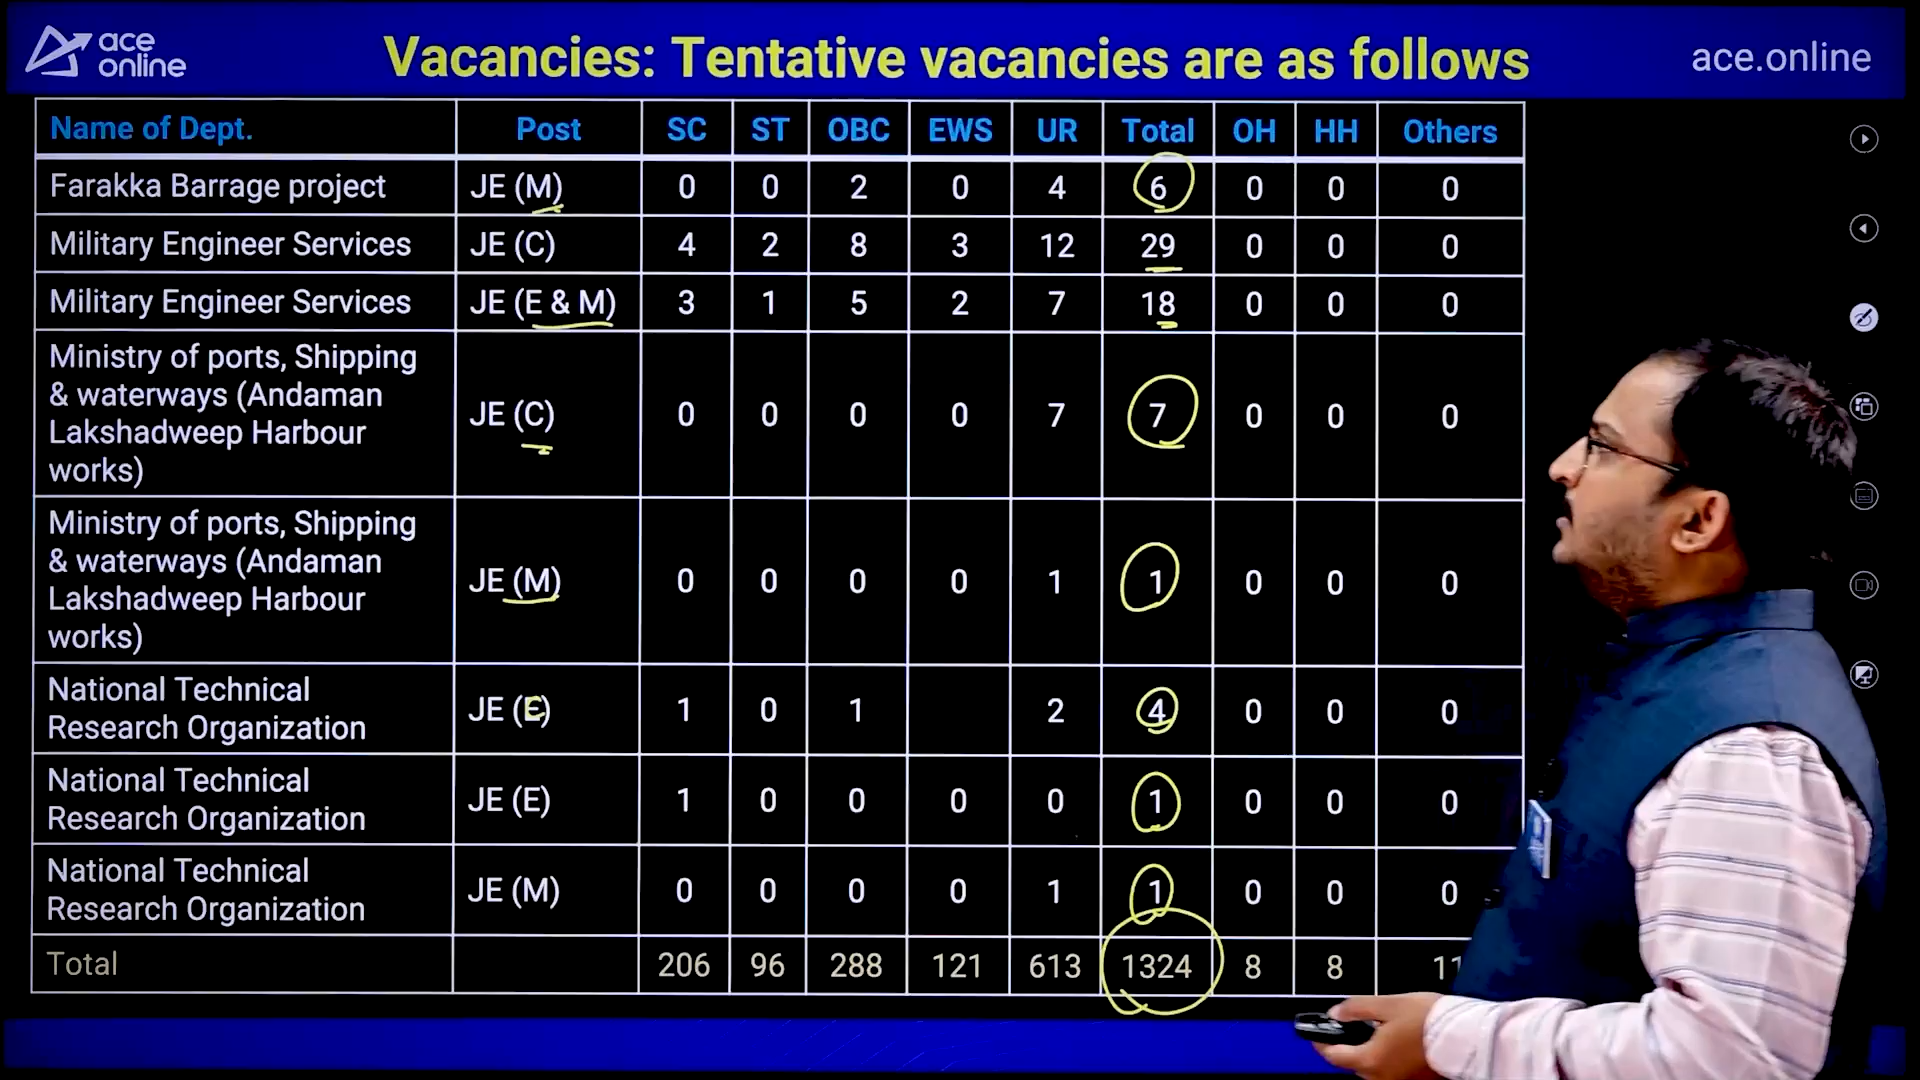 ace
online
Vacancies: Tentative vacancies are as follows
ace.online
Name of Dept. Post SC ST OBC EWS UR Total OH HH Others
Farakka Barrage project JE (M) 0 0 2 0 4 6 0 0 0
Military Engineer Services JE (C) 4 2 8 3 12 29 0 0 0
Military Engineer Services JE (E & M) 3 1 5 2 7 18 0 0 0
Ministry of ports, Shipping
& waterways (Andaman
Lakshadweep Harbour
works)
JE (C) 0 0 0 0 7 7 0 0 0
Ministry of ports, Shipping
& waterways (Andaman
Lakshadweep Harbour
works)
JE (M) 0 0 0 0 1 1 0 0 0
National Technical
Research Organization
JE (E) 1 0 1 2 4 0 0 0
National Technical
Research Organization
JE (E) 1 0 0 0 0 1 0 0 0
National Technical
Research Organization
JE (M) 0 0 0 0 1 1 0 0 0
Total 206 96 288 121 613 1324 8 8